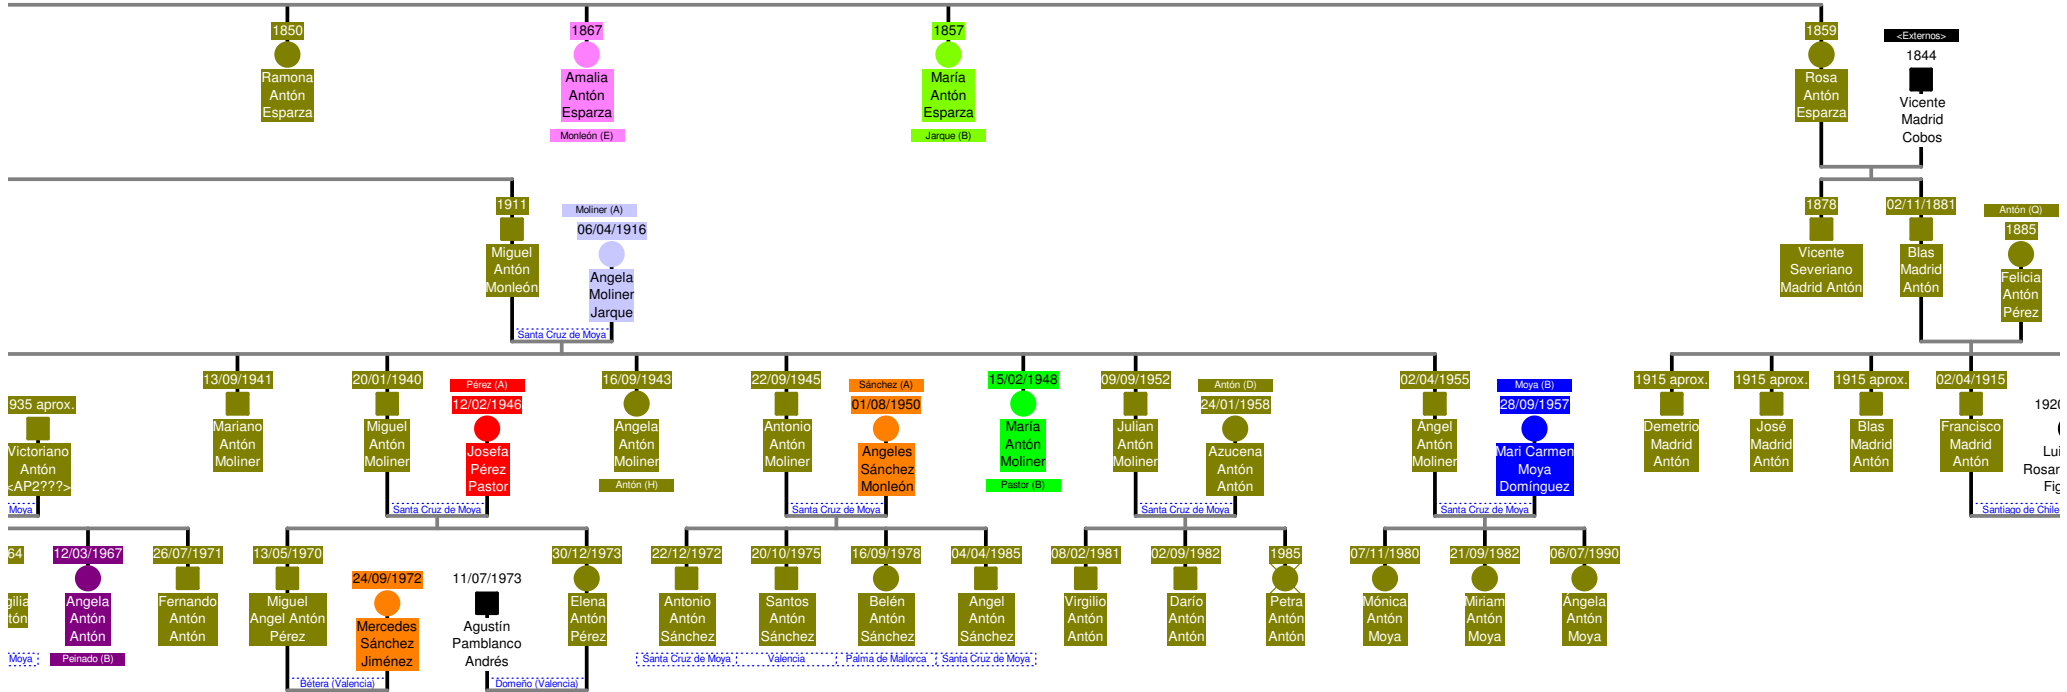 1850
Ramona
Antón
Esparza
1867
Amalia
Antón
Esparza
Monleón (E)
1857
María
Antón
Esparza
Jarque (B)
1859
Rosa
Antón
Esparza
<Externos>
1844
Vicente
Madrid
Cobos
1911
Miguel
Antón
Monleón
Moliner (A)
06/04/1916
Angela
Moliner
Jarque
Santa Cruz de Moya
1878
Vicente
Severiano
Madrid Antón
02/11/1881
Blas
Madrid
Antón
Antón (Q)
1885
Felicia
Antón
Pérez
935 aprox.
Victoriano
Antón
<AP2???>
Moya
13/09/1941
Mariano
Antón
Moliner
20/01/1940
Miguel
Antón
Moliner
Pérez (A)
12/02/1946
Josefa
Pérez
Pastor
Santa Cruz de Moya
16/09/1943
Angela
Antón
Moliner
Antón (H)
22/09/1945
Antonio
Antón
Moliner
Sánchez (A)
01/08/1950
Angeles
Sánchez
Monleón
Santa Cruz de Moya
15/02/1948
María
Antón
Moliner
Pastor (B)
09/09/1952
Julian
Antón
Moliner
Antón (D)
24/01/1958
Azucena
Antón
Antón
Santa Cruz de Moya
02/04/1955
Angel
Antón
Moliner
Moya (B)
28/09/1957
Mari Carmen
Moya
Domínguez
Santa Cruz de Moya
1915 aprox.
Demetrio
Madrid
Antón
1915 aprox.
José
Madrid
Antón
1915 aprox.
Blas
Madrid
Antón
02/04/1915
Francisco
Madrid
Antón
1920
Lui
Rosar
Fig
Santiago de Chile
64
gilia
tón
Moya
12/03/1967
Angela
Antón
Antón
Peinado (B)
26/07/1971
Fernando
Antón
Antón
13/05/1970
Miguel
Angel Antón
Pérez
24/09/1972
Mercedes
Sánchez
Jiménez
Bétera (Valencia)
11/07/1973
Agustín
Pamblanco
Andrés
30/12/1973
Elena
Antón
Pérez
Domeño (Valencia)
22/12/1972
Antonio
Antón
Sánchez
Santa Cruz de Moya
20/10/1975
Santos
Antón
Sánchez
Valencia
16/09/1978
Belén
Antón
Sánchez
Palma de Mallorca
04/04/1985
Angel
Antón
Sánchez
Santa Cruz de Moya
08/02/1981
Virgilio
Antón
Antón
02/09/1982
Darío
Antón
Antón
1985
Petra
Antón
Antón
07/11/1980
Mónica
Antón
Moya
21/09/1982
Miriam
Antón
Moya
06/07/1990
Ángela
Antón
Moya